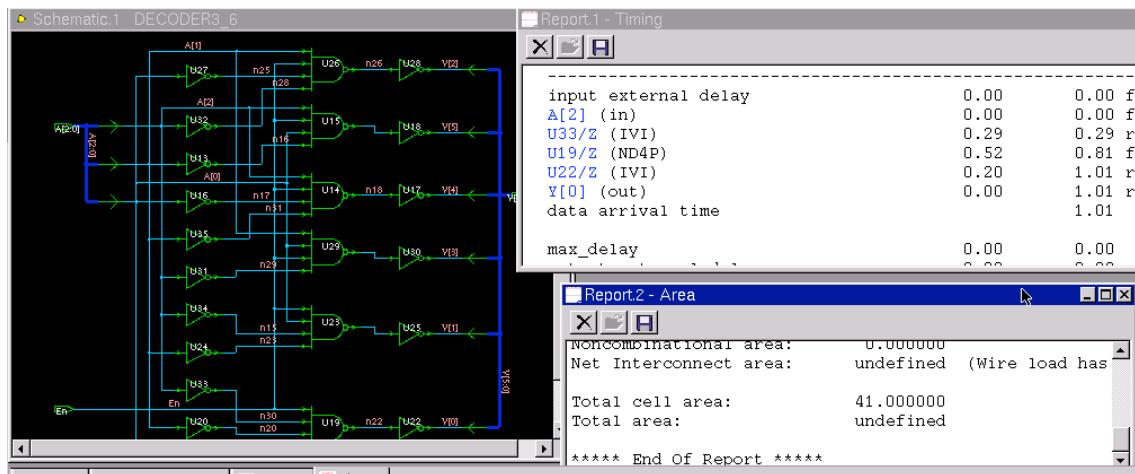 Schematic.1 DECODER3_6
A[1]
U27
n25
U26
n26
U28
Y[2]
n28
A[2]
A[2:0]
A[2:0]
U32
U15
U18
Y[5]
n16
U13
A[0]
U16
n17
U14
n18
U17
Y[4]
n31
U35
U29
U30
Y[3]
U31
n29
U34
n15
U23
U25
Y[1]
U24
n23
U33
Y[5:0]
En
En
n30
U20
n20
U19
n22
U22
Y[0]
Report.1 - Timing
input external delay 0.00 0.00 f
A[2] (in) 0.00 0.00 f
U33/Z (IVI) 0.29 0.29 r
U19/Z (ND4P) 0.52 0.81 f
U22/Z (IVI) 0.20 1.01 r
Y[0] (out) 0.00 1.01 r
data arrival time 1.01
max_delay 0.00 0.00
Report.2 - Area
Noncombinational area: 0.000000
Net Interconnect area: undefined (Wire load has
Total cell area: 41.000000
Total area: undefined
***** End Of Report *****